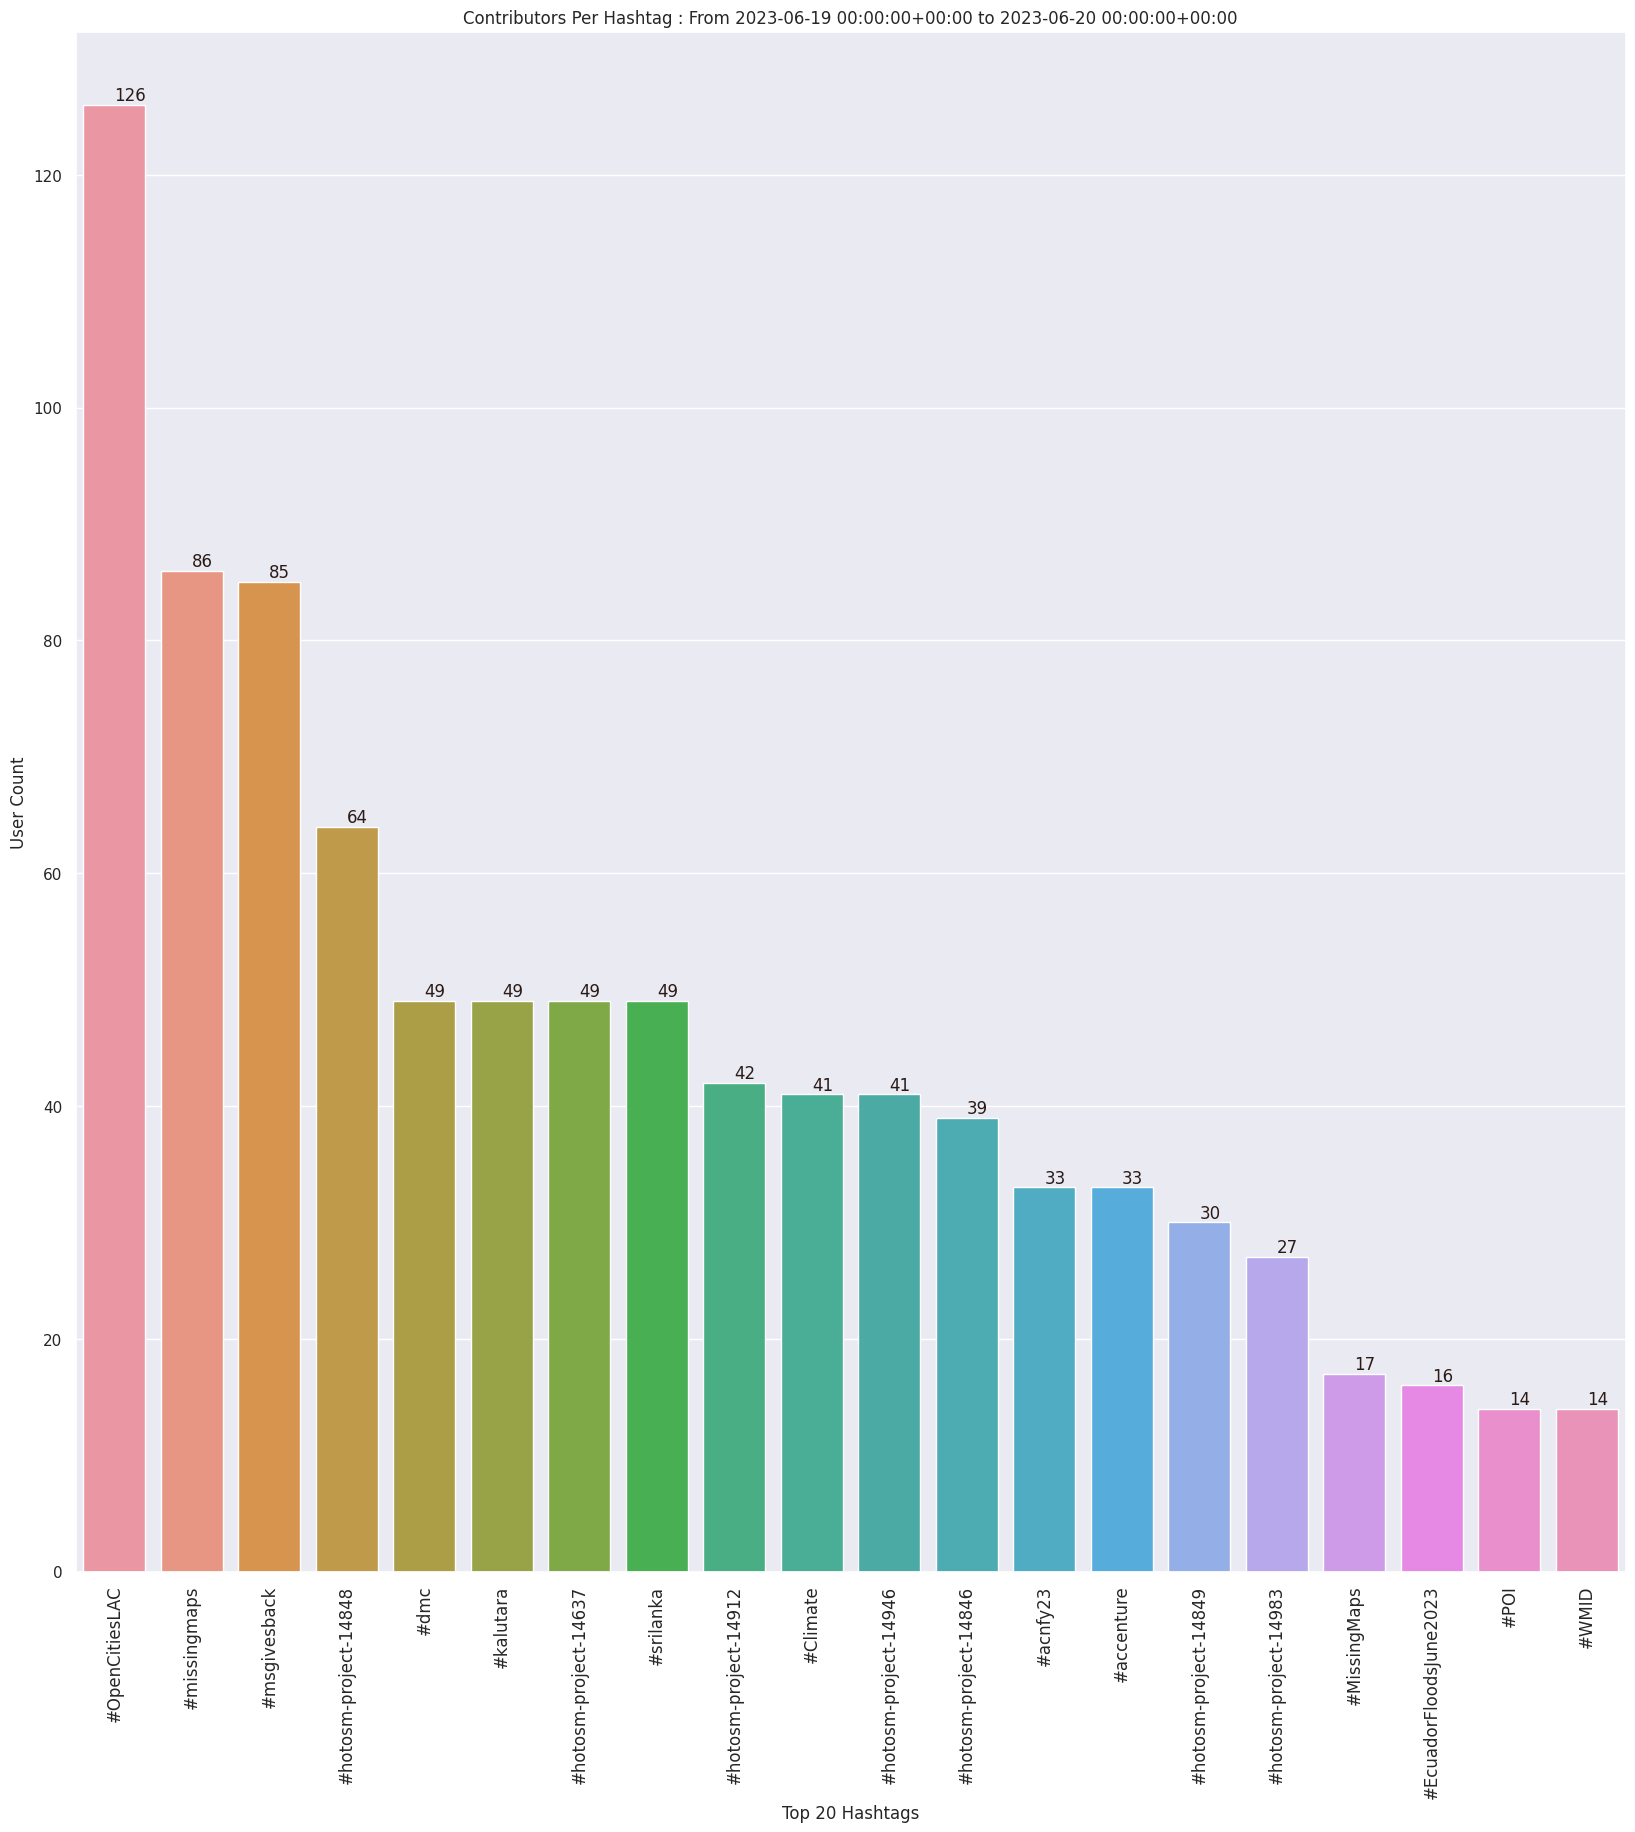 Contributors Per Hashtag : From 2023-06-19 00:00:00+00:00 to 2023-06-20 00:00:00+00:00
User Count
120
100
80
60
40
20
0
126
86
85
64
49
49
49
49
42
41
41
39
33
33
30
27
17
16
14
14
#OpenCitiesLAC
#missingmaps
#msgivesback
#hotosm-project-14848
#dmc
#kalutara
#hotosm-project-14637
#srilanka
#hotosm-project-14912
#Climate
#hotosm-project-14946
#hotosm-project-14846
#acnfy23
#accenture
#hotosm-project-14849
#hotosm-project-14983
#MissingMaps
#EcuadorFloodsJune2023
#POI
#WMID
Top 20 Hashtags